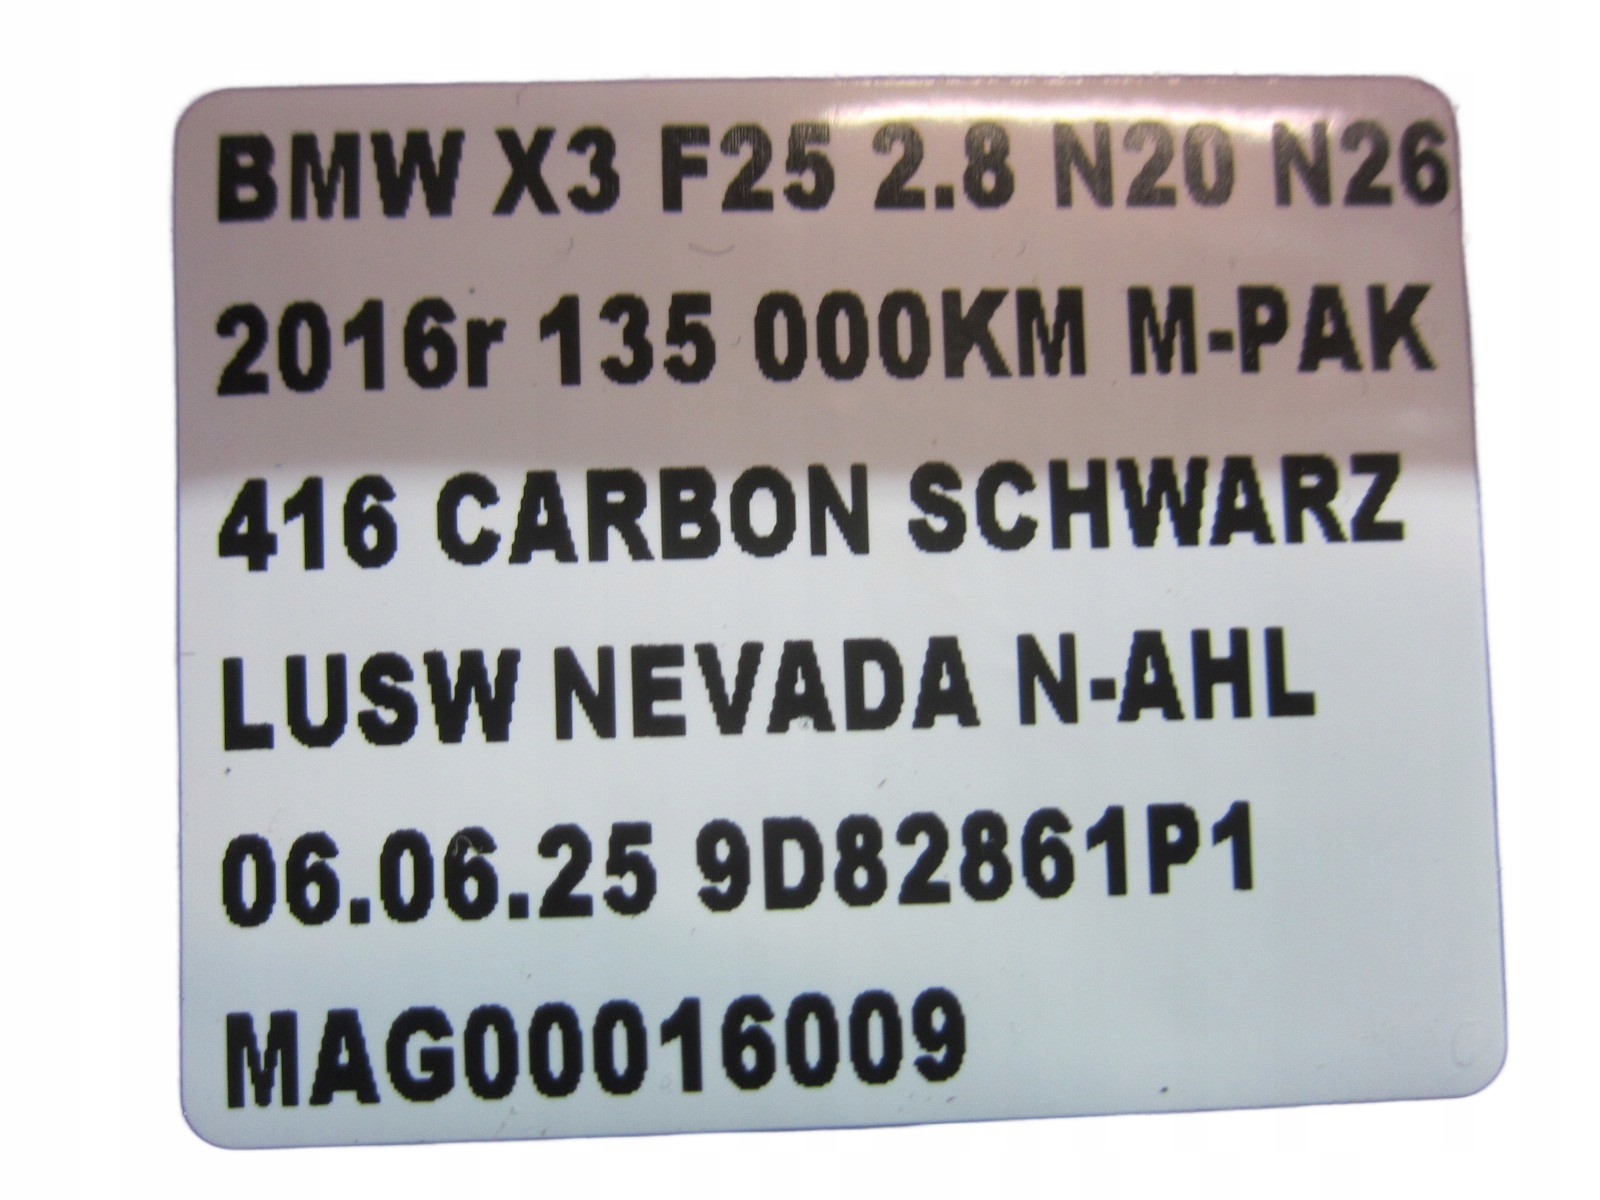 BMW X3 F25 2.8 N20 N26
2016r 135 000KM M-PAK
416 CARBON SCHWARZ
LUSW NEVADA N-AHL
06.06.25 9D82861P1
MAG00016009